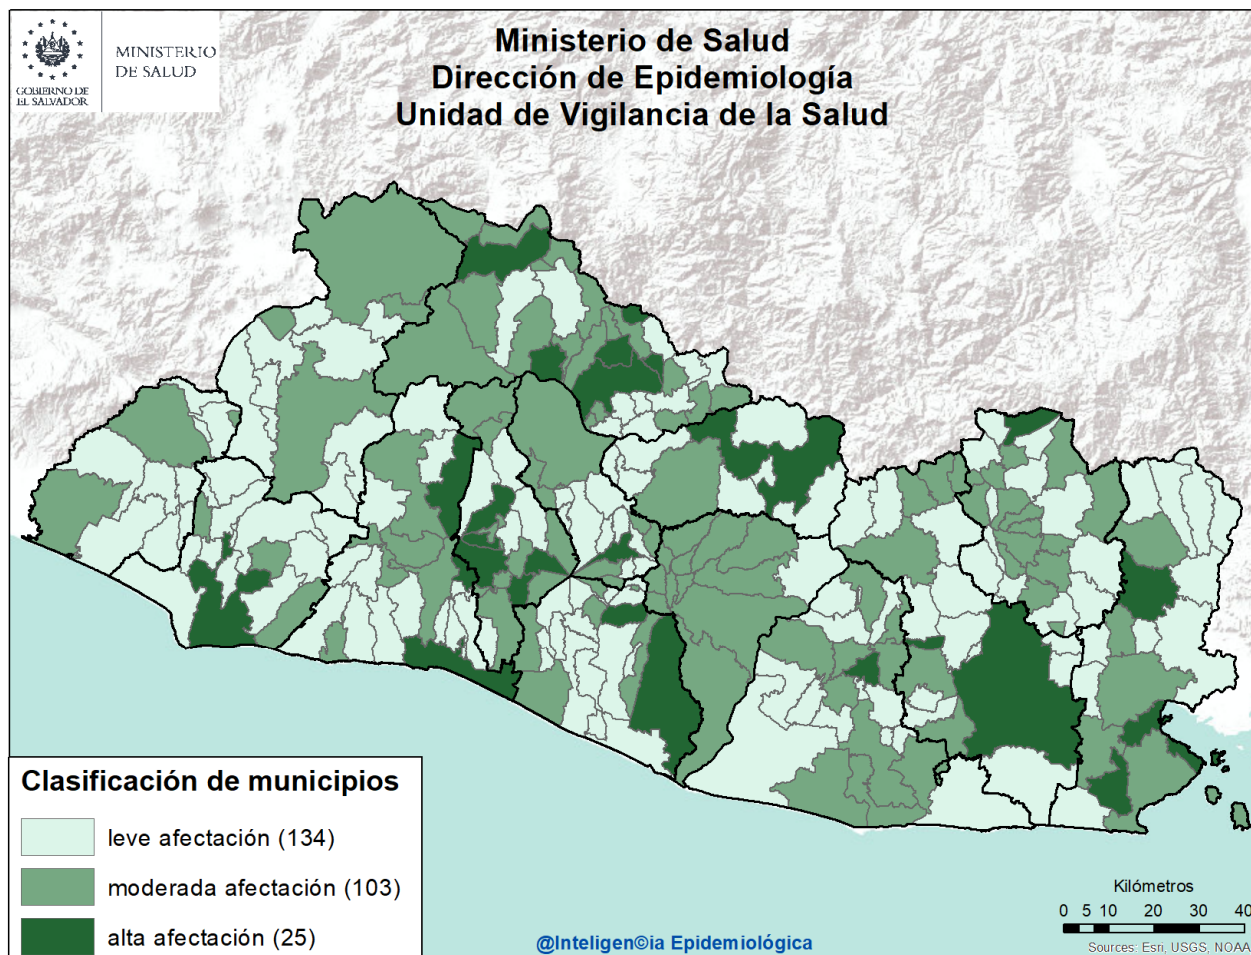 GOBIERNO DE
EL SALVADOR
MINISTERIO
DE SALUD
Ministerio de Salud
Dirección de Epidemiología
Unidad de Vigilancia de la Salud
Clasificación de municipios
leve afectación (134)
moderada afectación (103)
alta afectación (25)
@Inteligen©ia Epidemiológica
Kilómetros
0 5 10 20 30 40
Sources: Esri, USGS, NOAA